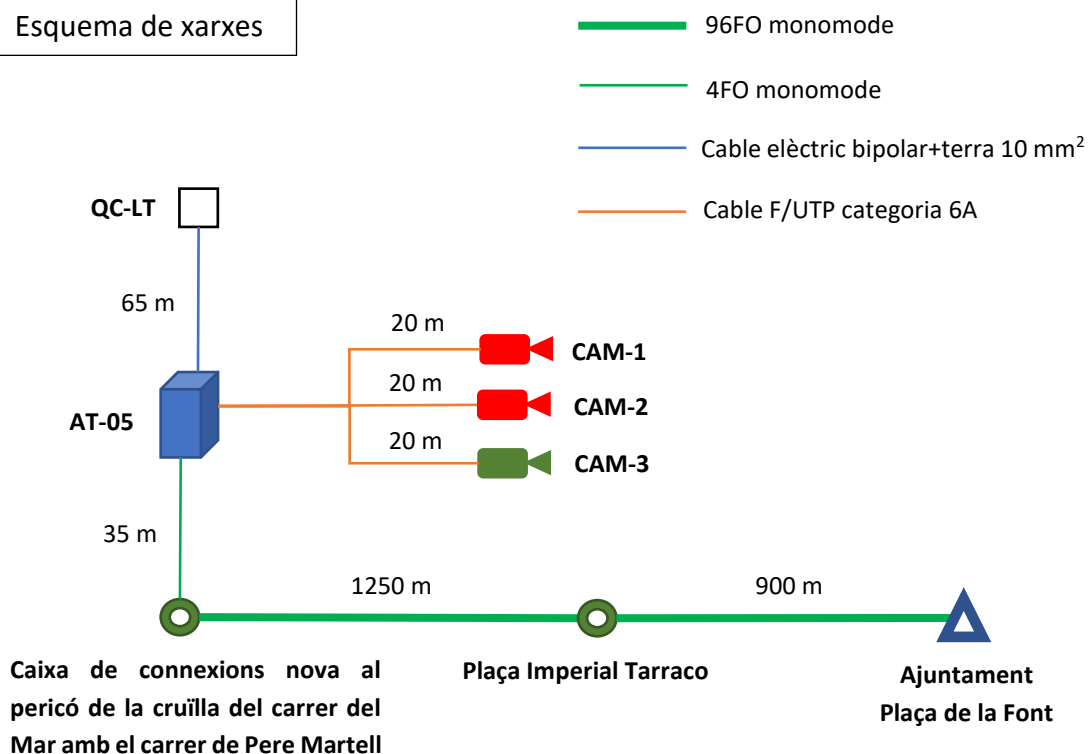 Esquema de xarxes
96FO monomode
4FO monomode
Cable elèctric bipolar+terra 10 mm²
Cable F/UTP categoria 6A
QC-LT
65 m
20 m
CAM-1
20 m
CAM-2
AT-05
20 m
CAM-3
35 m
1250 m
900 m
Caixa de connexions nova al
pericó de la cruïlla del carrer del
Mar amb el carrer de Pere Martell
Plaça Imperial Tarraco
Ajuntament
Plaça de la Font